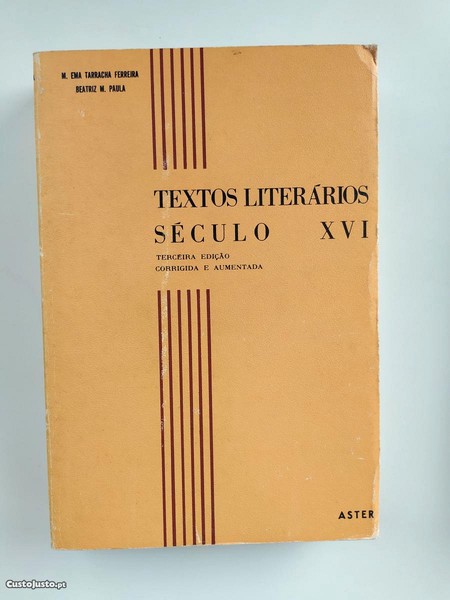 M. EMA TARRACHA FERREIRA
BEATRIZ M. PAULA
TEXTOS LITERÁRIOS
SÉCULO XVI
TERCEIRA EDIÇÃO
CORRIGIDA E AUMENTADA
ASTER
CustoJusto.pt